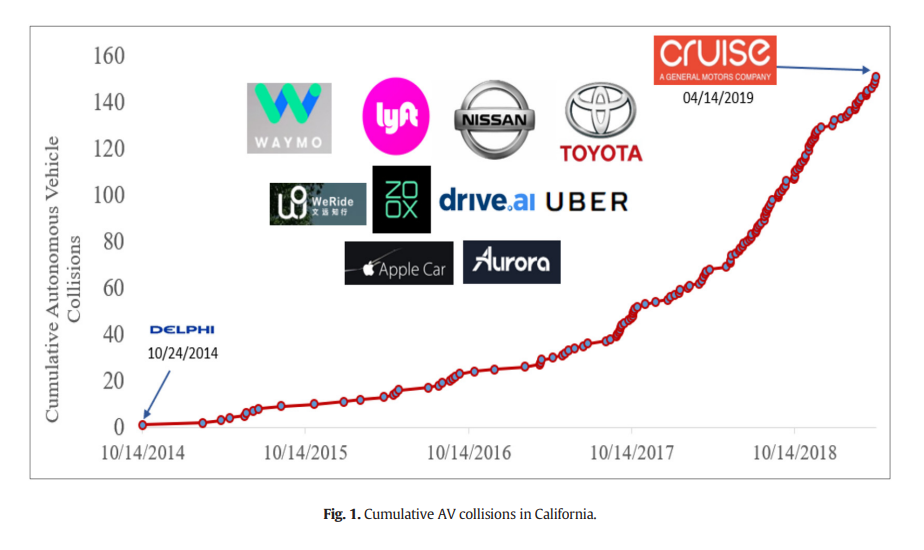 160
140
120
100
80
60
40
20
0
Cumulative Autonomous Vehicle
Collisions
WAYMO
lyft
NISSAN
TOYOTA
cruise
A GENERAL MOTORS COMPANY
04/14/2019
WeRide
文远知行
ZO
OX
drive.ai
UBER
Apple Car
Aurora
DELPHI
10/24/2014
10/14/2014
10/14/2015
10/14/2016
10/14/2017
10/14/2018
Fig. 1. Cumulative AV collisions in California.